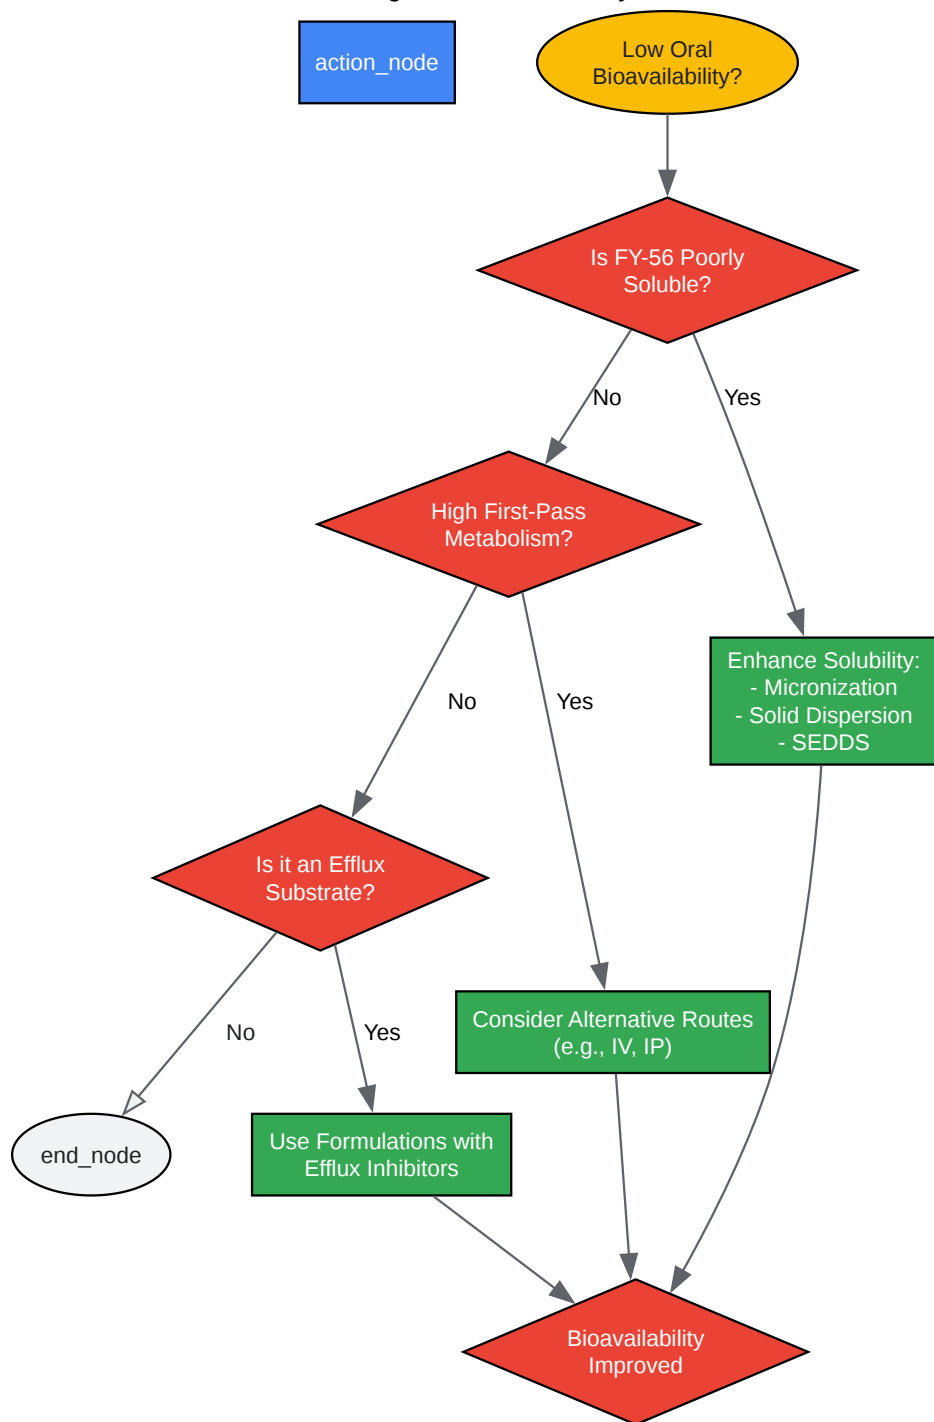 action_node
Low Oral
Bioavailability?
Is FY-56 Poorly
Soluble?
No
Yes
High First-Pass
Metabolism?
Enhance Solubility:
- Micronization
- Solid Dispersion
- SEDDS
No
Yes
Is it an Efflux
Substrate?
Consider Alternative Routes
(e.g., IV, IP)
No
Yes
end_node
Use Formulations with
Efflux Inhibitors
Bioavailability
Improved